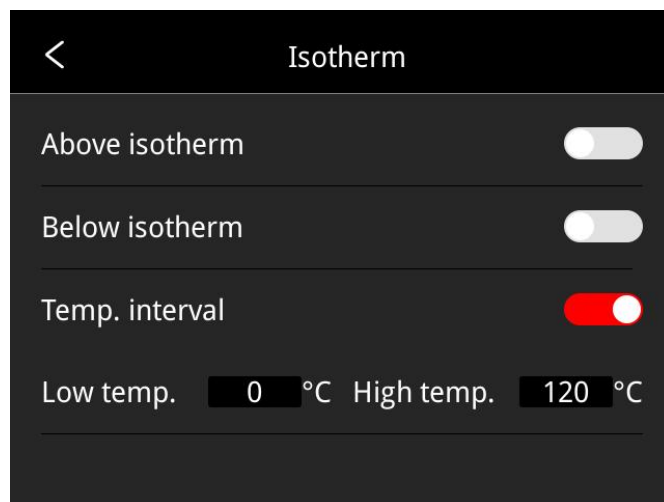 Isotherm
Above isotherm
Below isotherm
Temp. interval
Low temp. 0 °C High temp. 120 °C